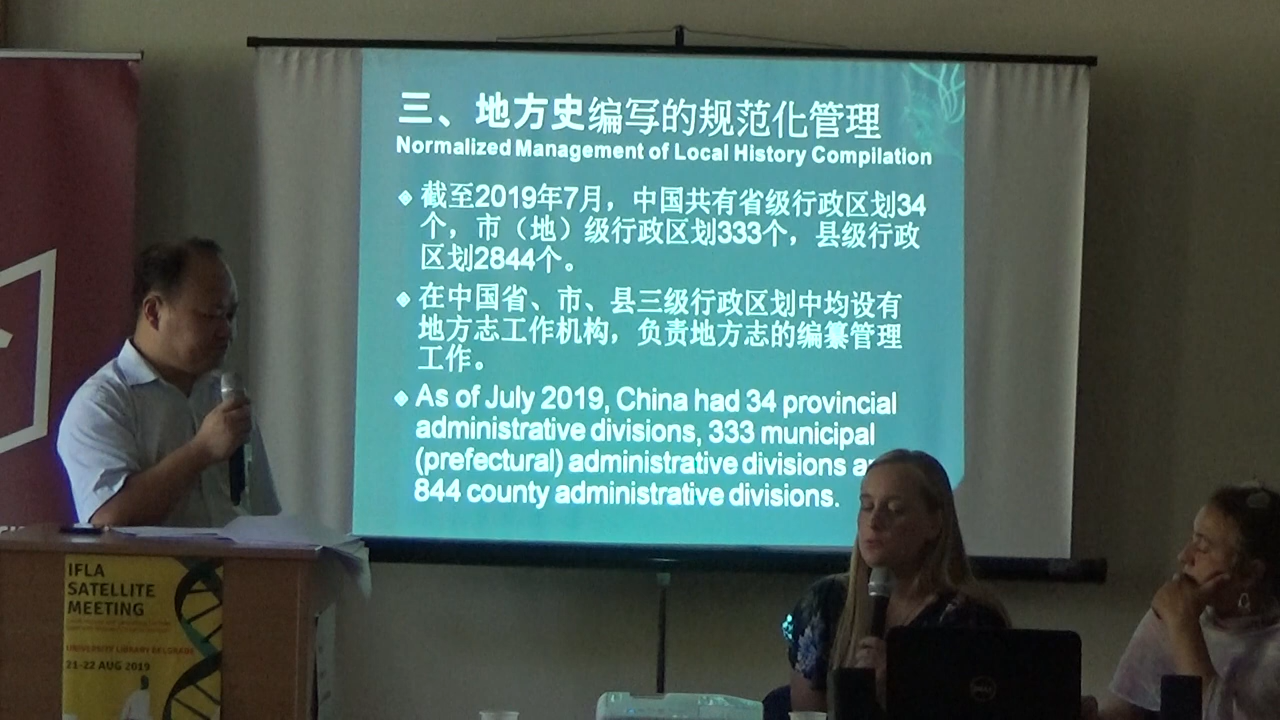 三、地方史编写的规范化管理
Normalized Management of Local History Compilation
截至2019年7月，中国共有省级行政区划34
个，市（地）级行政区划333个，县级行政
区划2844个。
在中国省、市、县三级行政区划中均设有
地方志工作机构，负责地方志的编纂管理
工作。
As of July 2019, China had 34 provincial
administrative divisions, 333 municipal
(prefectural) administrative divisions
844 county administrative divisions.
IFLA
SATELLITE
MEETING
UNIVERSITY LIBRARY BELGRADE
21-22 AUG 2019
DELL